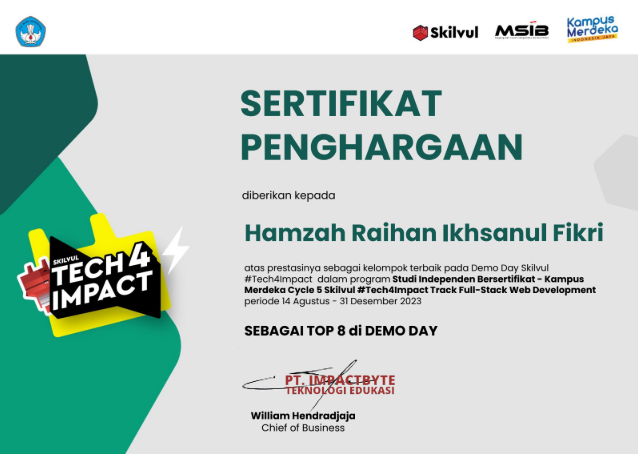 Skilvul
MSIB
Kampus
Merdeka
INDONESIA JAYA
SERTIFIKAT
PENGHARGAAN
diberikan kepada
Hamzah Raihan Ikhsanul Fikri
SKILVUL
TECH 4
IMPACT
atas prestasinya sebagai kelompok terbaik pada Demo Day Skilvul
#Tech4Impact dalam program Studi Independen Bersertifikat - Kampus
Merdeka Cycle 5 Skilvul #Tech4Impact Track Full-Stack Web Development
periode 14 Agustus - 31 Desember 2023
SEBAGAI TOP 8 di DEMO DAY
PT. IMPACTBYTE
TEKNOLOGI EDUKASI
William Hendradjaja
Chief of Business